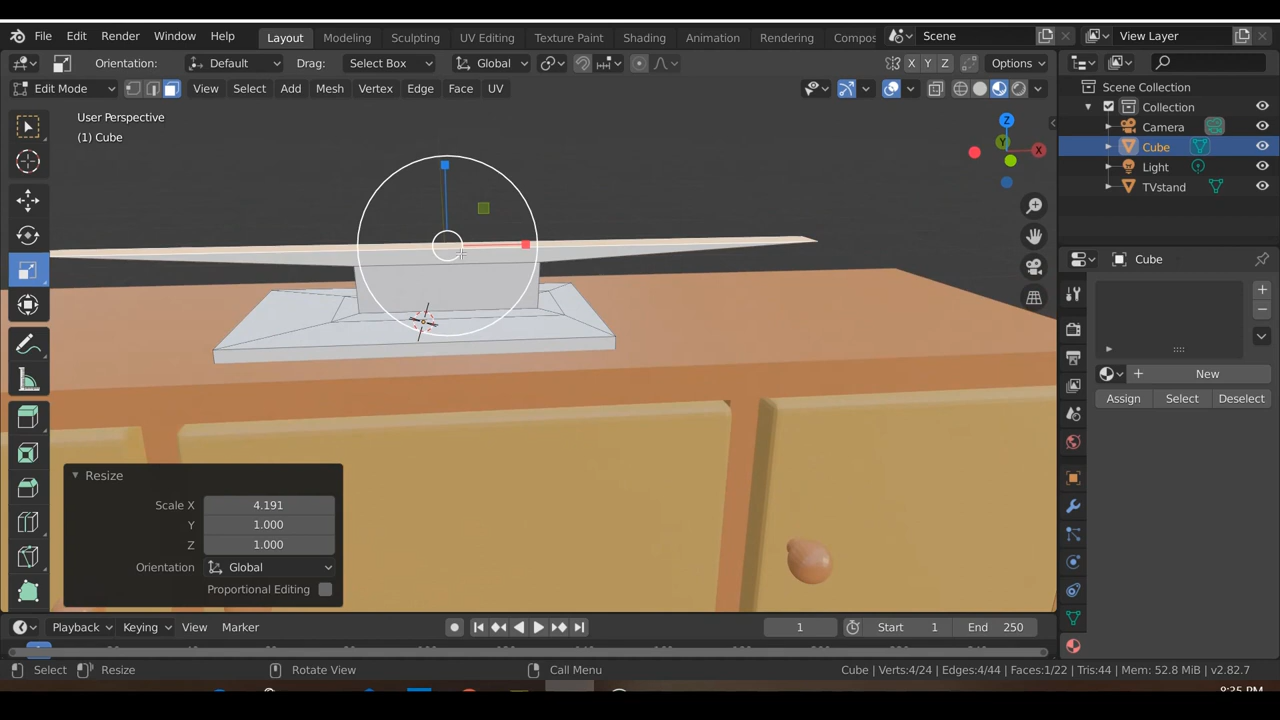 File Edit Render Window Help Layout Modeling Sculpting UV Editing Texture Paint Shading Animation Rendering Compos Scene View Layer
Orientation: Default Drag: Select Box Global X Y Z Options
Edit Mode View Select Add Mesh Vertex Edge Face UV
User Perspective
(1) Cube
Z
Y
X
Scene Collection
Collection
Camera
Cube
Light
TVstand
Cube
New
Assign Select Deselect
Resize
Scale X 4.191
Y 1.000
Z 1.000
Orientation Global
Proportional Editing
Playback Keying View Marker 1 Start 1 End 250
Select Resize Rotate View Call Menu Cube | Verts:4/24 | Edges:4/44 | Faces:1/22 | Tris:44 | Mem: 52.8 MiB | v2.82.7